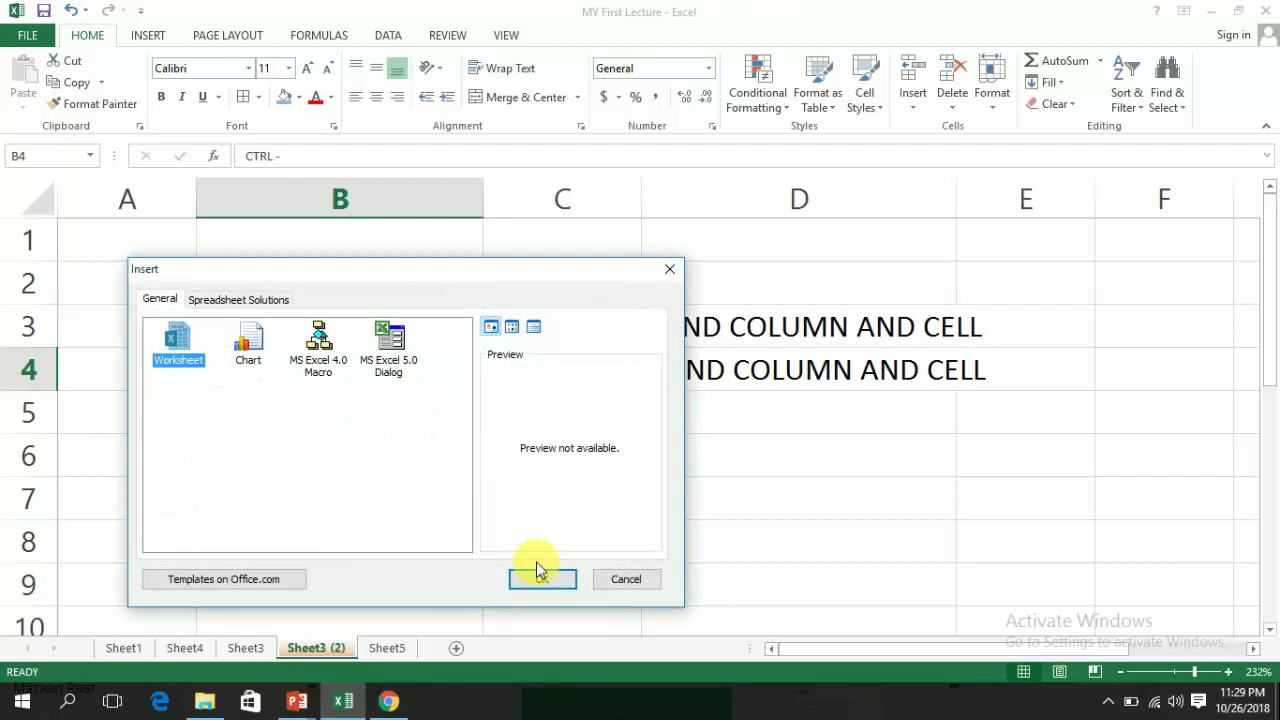 MY First Lecture - Excel
FILE HOME INSERT PAGE LAYOUT FORMULAS DATA REVIEW VIEW Sign in
Paste Cut Copy Format Painter Clipboard
Calibri 11 B I U A Font
Wrap Text Merge & Center Alignment
General $ % , Number
Conditional Formatting Format as Table Cell Styles Styles
Insert Delete Format Cells
AutoSum Fill Clear Sort & Filter Find & Select Editing
B4 fx CTRL -
A B C D E F
1
2
3 ND COLUMN AND CELL
4 ND COLUMN AND CELL
5
6
7
8
9
10
Insert
General Spreadsheet Solutions
Worksheet Chart MS Excel 4.0 Macro MS Excel 5.0 Dialog
Preview
Preview not available.
Templates on Office.com OK Cancel
Activate Windows
Go to Settings to activate Windows.
Sheet1 Sheet4 Sheet3 Sheet3 (2) Sheet5
READY 232%
11:29 PM
10/26/2018